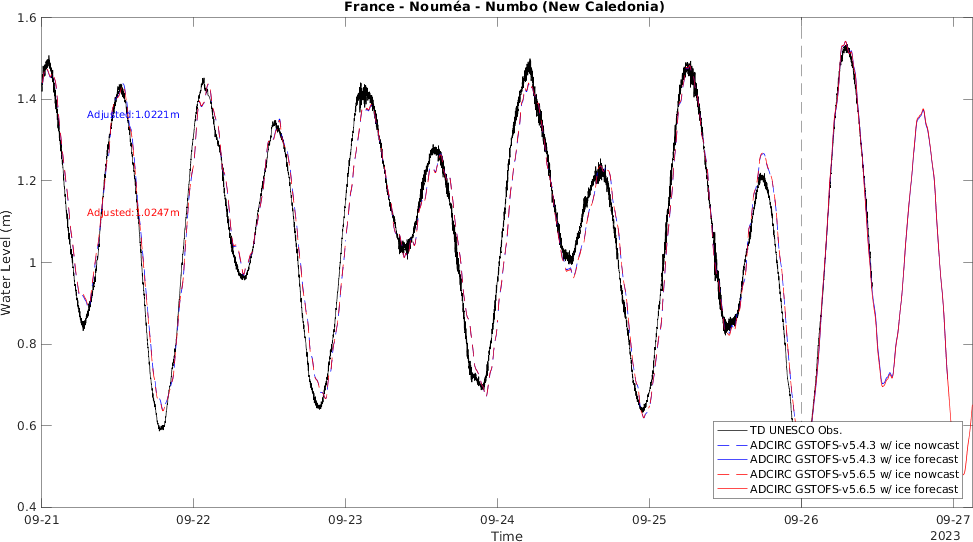 France - Nouméa - Numbo (New Caledonia)
1.6
1.4
1.2
1
0.8
0.6
0.4
Water Level (m)
Adjusted:1.0221m
Adjusted:1.0247m
TD UNESCO Obs.
ADCIRC GSTOFS-v5.4.3 w/ ice nowcast
ADCIRC GSTOFS-v5.4.3 w/ ice forecast
ADCIRC GSTOFS-v5.6.5 w/ ice nowcast
ADCIRC GSTOFS-v5.6.5 w/ ice forecast
09-21 09-22 09-23 09-24 09-25 09-26 09-27
Time
2023